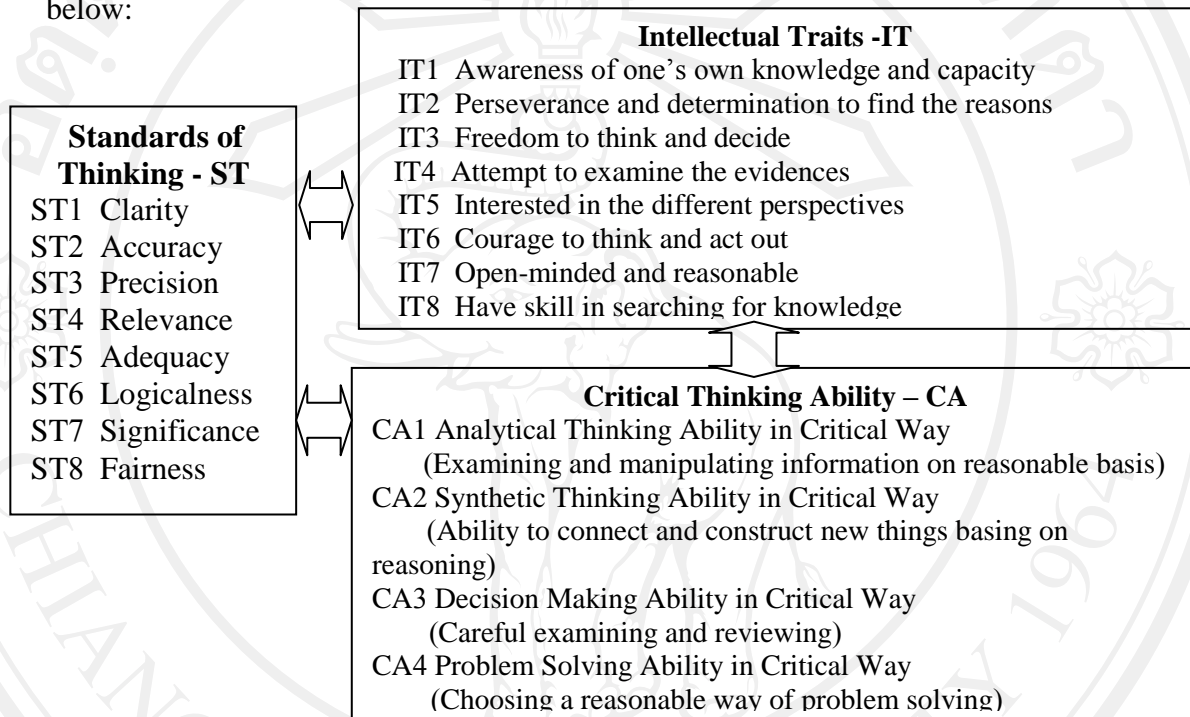 below:
Intellectual Traits -IT
IT1 Awareness of one's own knowledge and capacity
IT2 Perseverance and determination to find the reasons
IT3 Freedom to think and decide
IT4 Attempt to examine the evidences
IT5 Interested in the different perspectives
IT6 Courage to think and act out
IT7 Open-minded and reasonable
IT8 Have skill in searching for knowledge
Standards of
Thinking - ST
ST1 Clarity
ST2 Accuracy
ST3 Precision
ST4 Relevance
ST5 Adequacy
ST6 Logicalness
ST7 Significance
ST8 Fairness
Critical Thinking Ability – CA
CA1 Analytical Thinking Ability in Critical Way
(Examining and manipulating information on reasonable basis)
CA2 Synthetic Thinking Ability in Critical Way
(Ability to connect and construct new things basing on
reasoning)
CA3 Decision Making Ability in Critical Way
(Careful examining and reviewing)
CA4 Problem Solving Ability in Critical Way
(Choosing a reasonable way of problem solving)
1964